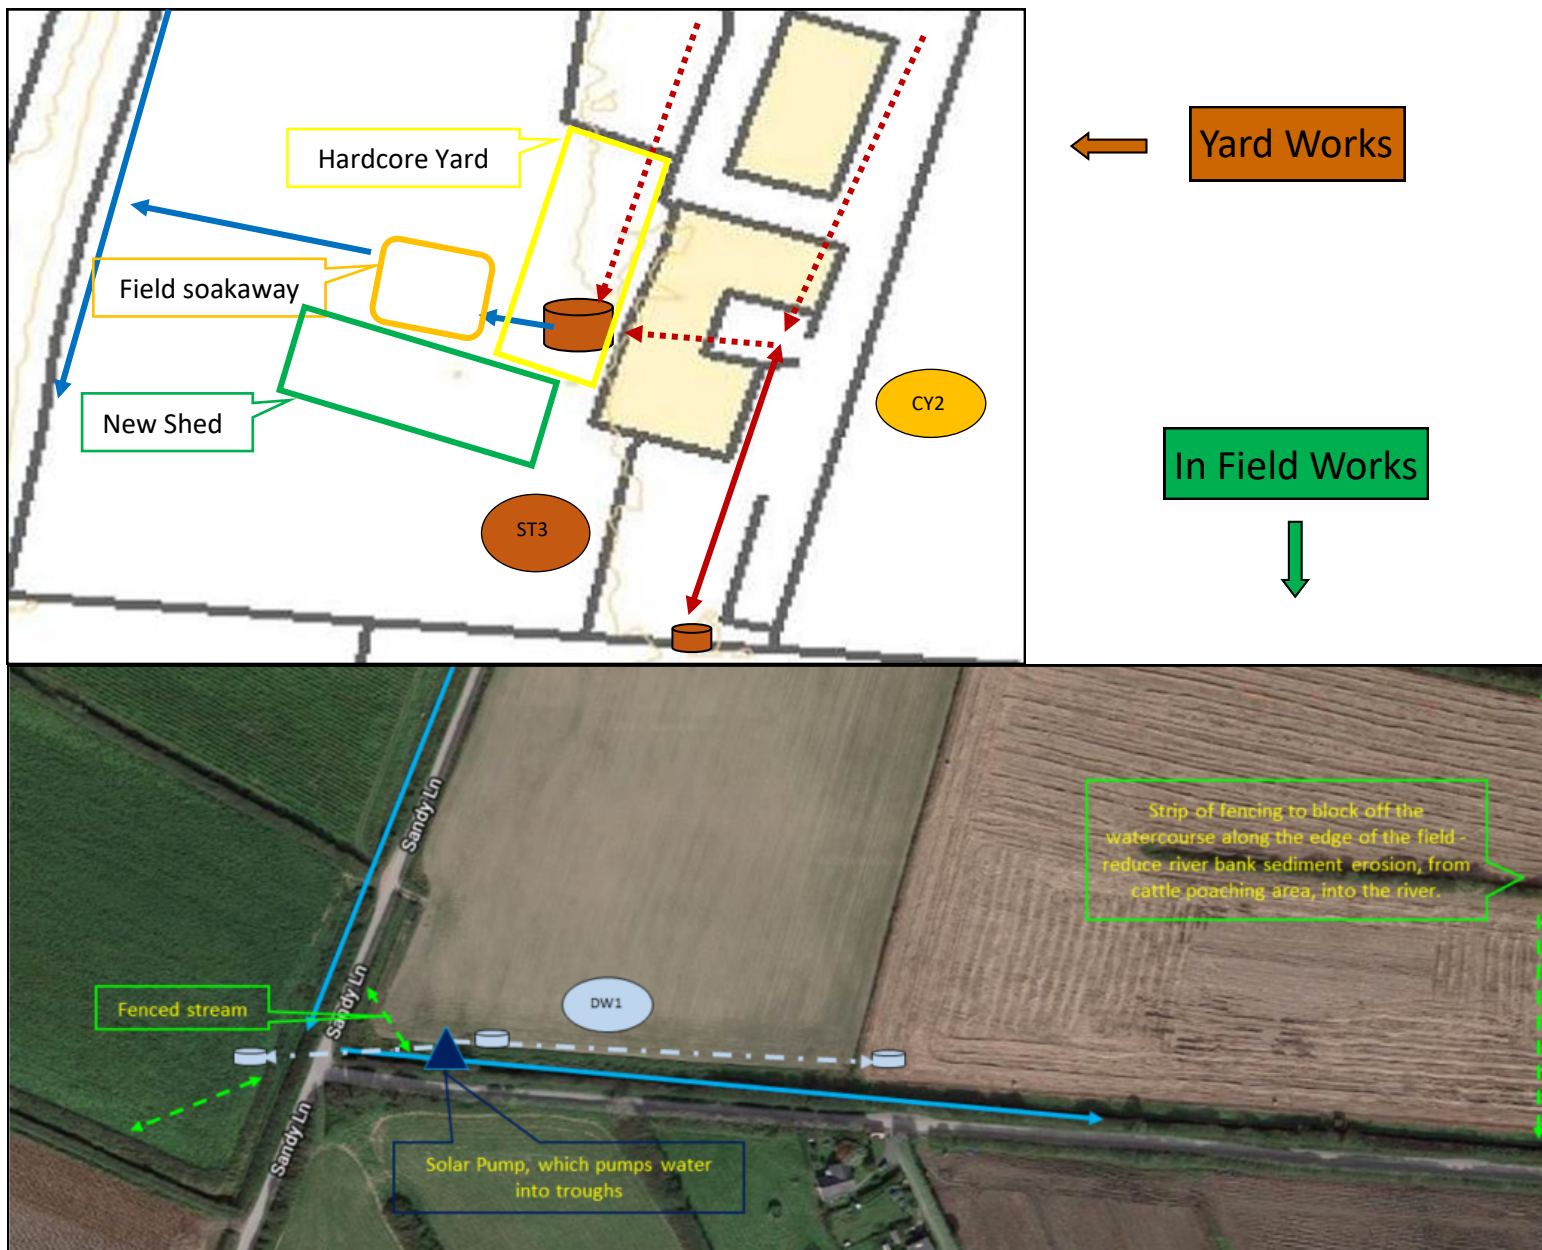 Hardcore Yard
Yard Works
Field soakaway
New Shed
CY2
In Field Works
ST3
Sandy Ln
Strip of fencing to block off the
watercourse along the edge of the field -
reduce river bank sediment erosion, from
cattle poaching area, into the river.
Fenced stream
Sandy Ln
DW1
Sandy Ln
Solar Pump, which pumps water
into troughs